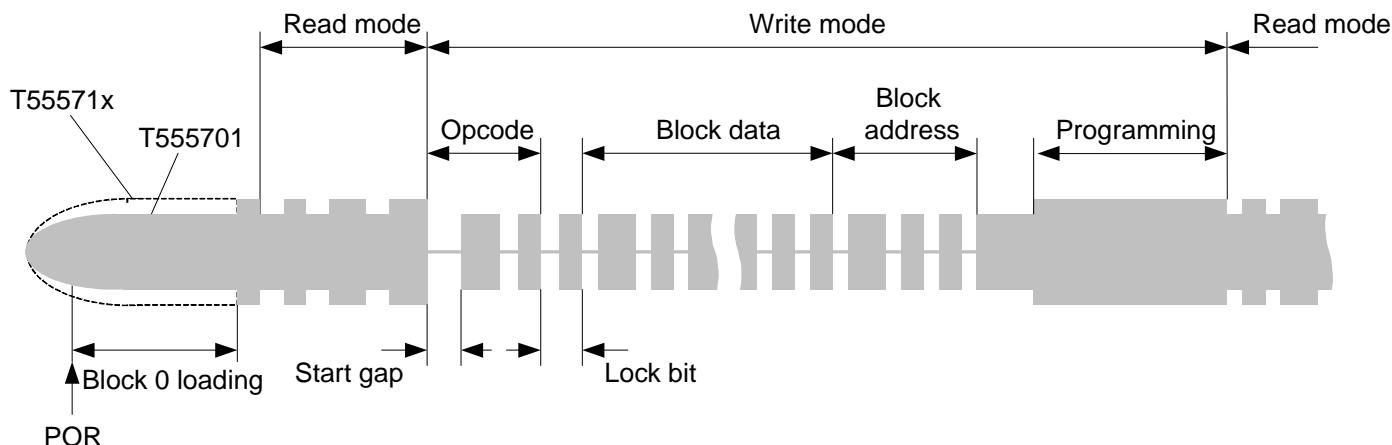 Read mode
Write mode
Read mode
T55571x
T555701
Opcode
Block data
Block
address
Programming
Block 0 loading
Start gap
Lock bit
POR